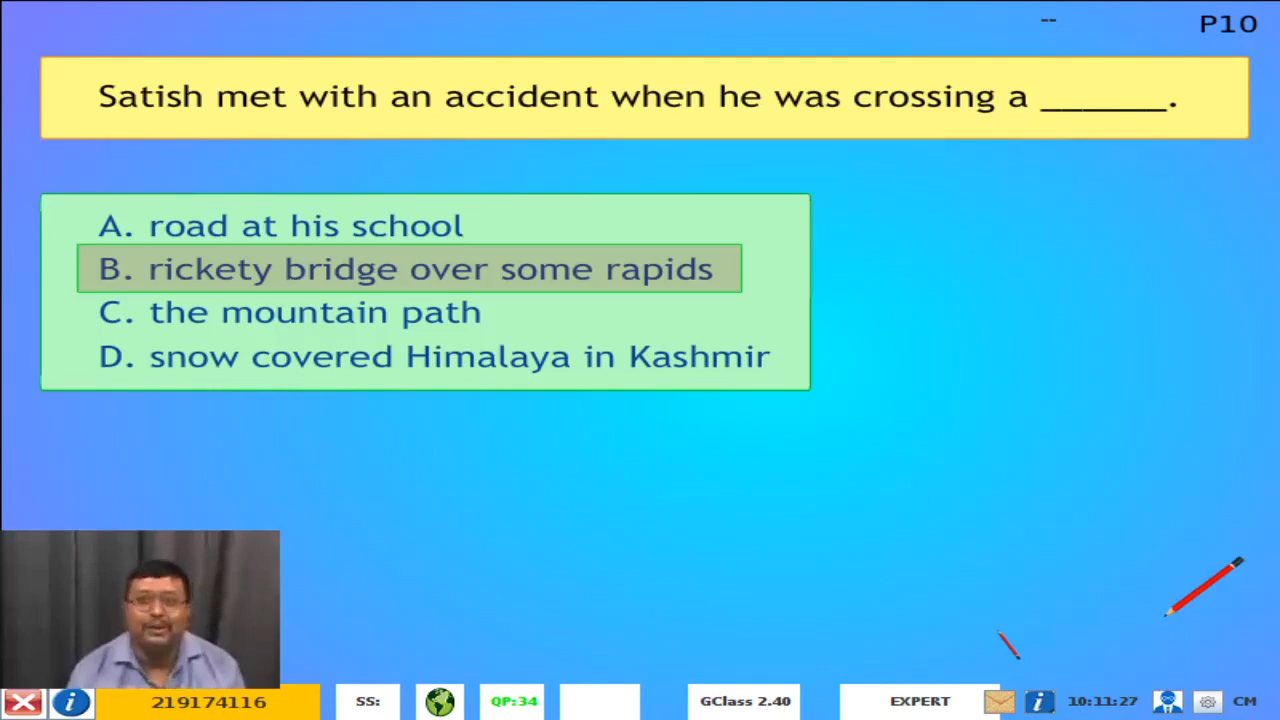 --
P10
Satish met with an accident when he was crossing a ______.
A. road at his school
B. rickety bridge over some rapids
C. the mountain path
D. snow covered Himalaya in Kashmir
219174116 SS: QP:34 GClass 2.40 EXPERT 10:11:27 CM